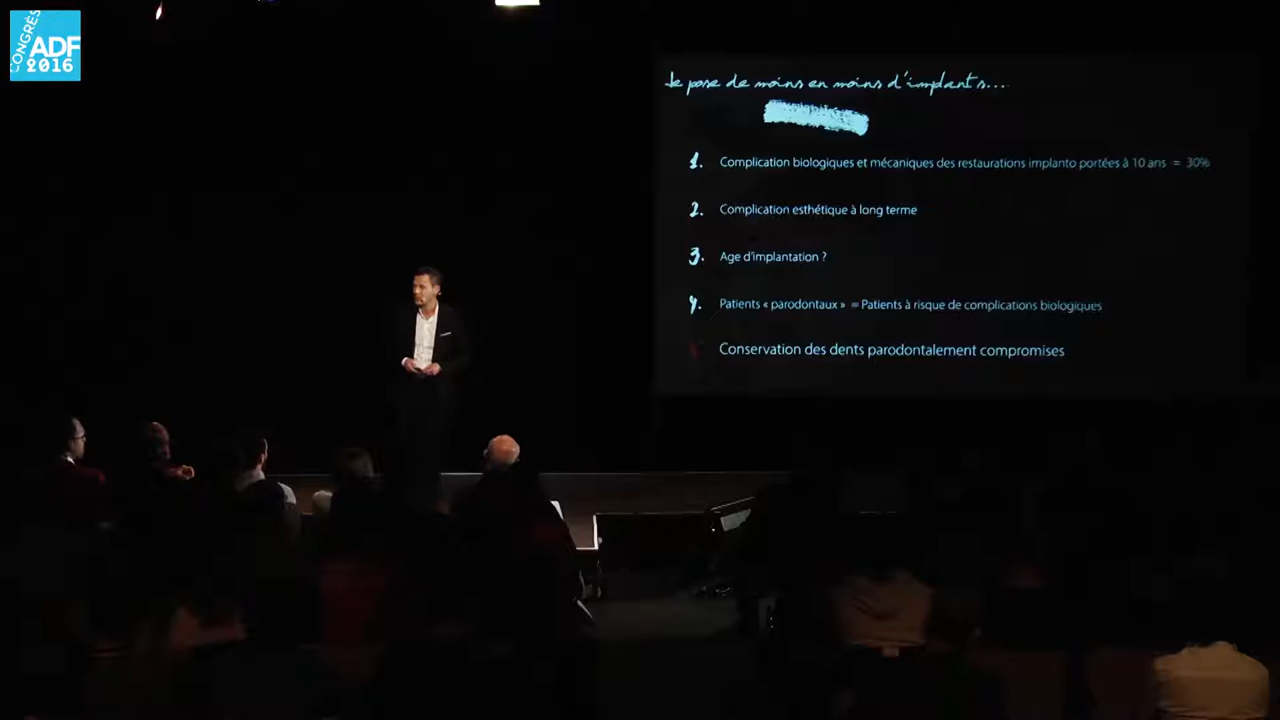 CONGRÈS
ADF
2016
Je pose de moins en moins d'implants...
1. Complication biologiques et mécaniques des restaurations implanto portées à 10 ans = 30%
2. Complication esthétique à long terme
3. Age d'implantation ?
4. Patients « parodontaux » = Patients à risque de complications biologiques
Conservation des dents parodontalement compromises